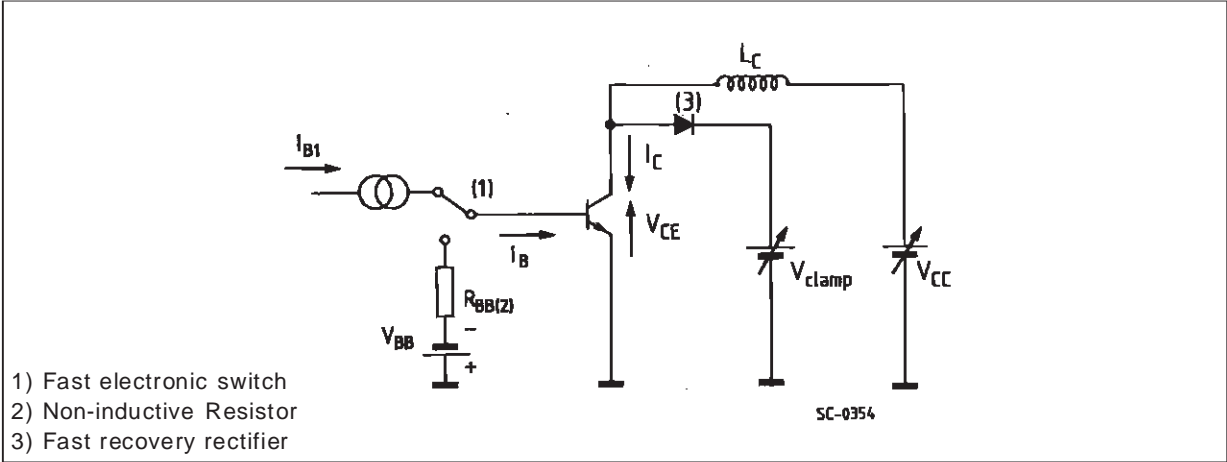 L_C
(3)
I_B1
I_C
(1)
V_CE
i_B
V_clamp
V_CC
R_BB(2)
V_BB
−
+
1) Fast electronic switch
2) Non-inductive Resistor
3) Fast recovery rectifier
SC-0354